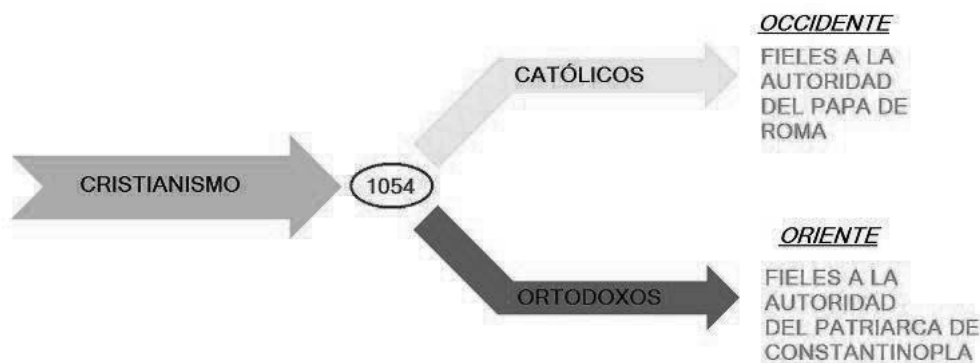 CRISTIANISMO
1054
CATÓLICOS
OCCIDENTE
FIELES A LA
AUTORIDAD
DEL PAPA DE
ROMA
ORTODOXOS
ORIENTE
FIELES A LA
AUTORIDAD
DEL PATRIARCA DE
CONSTANTINOPLA